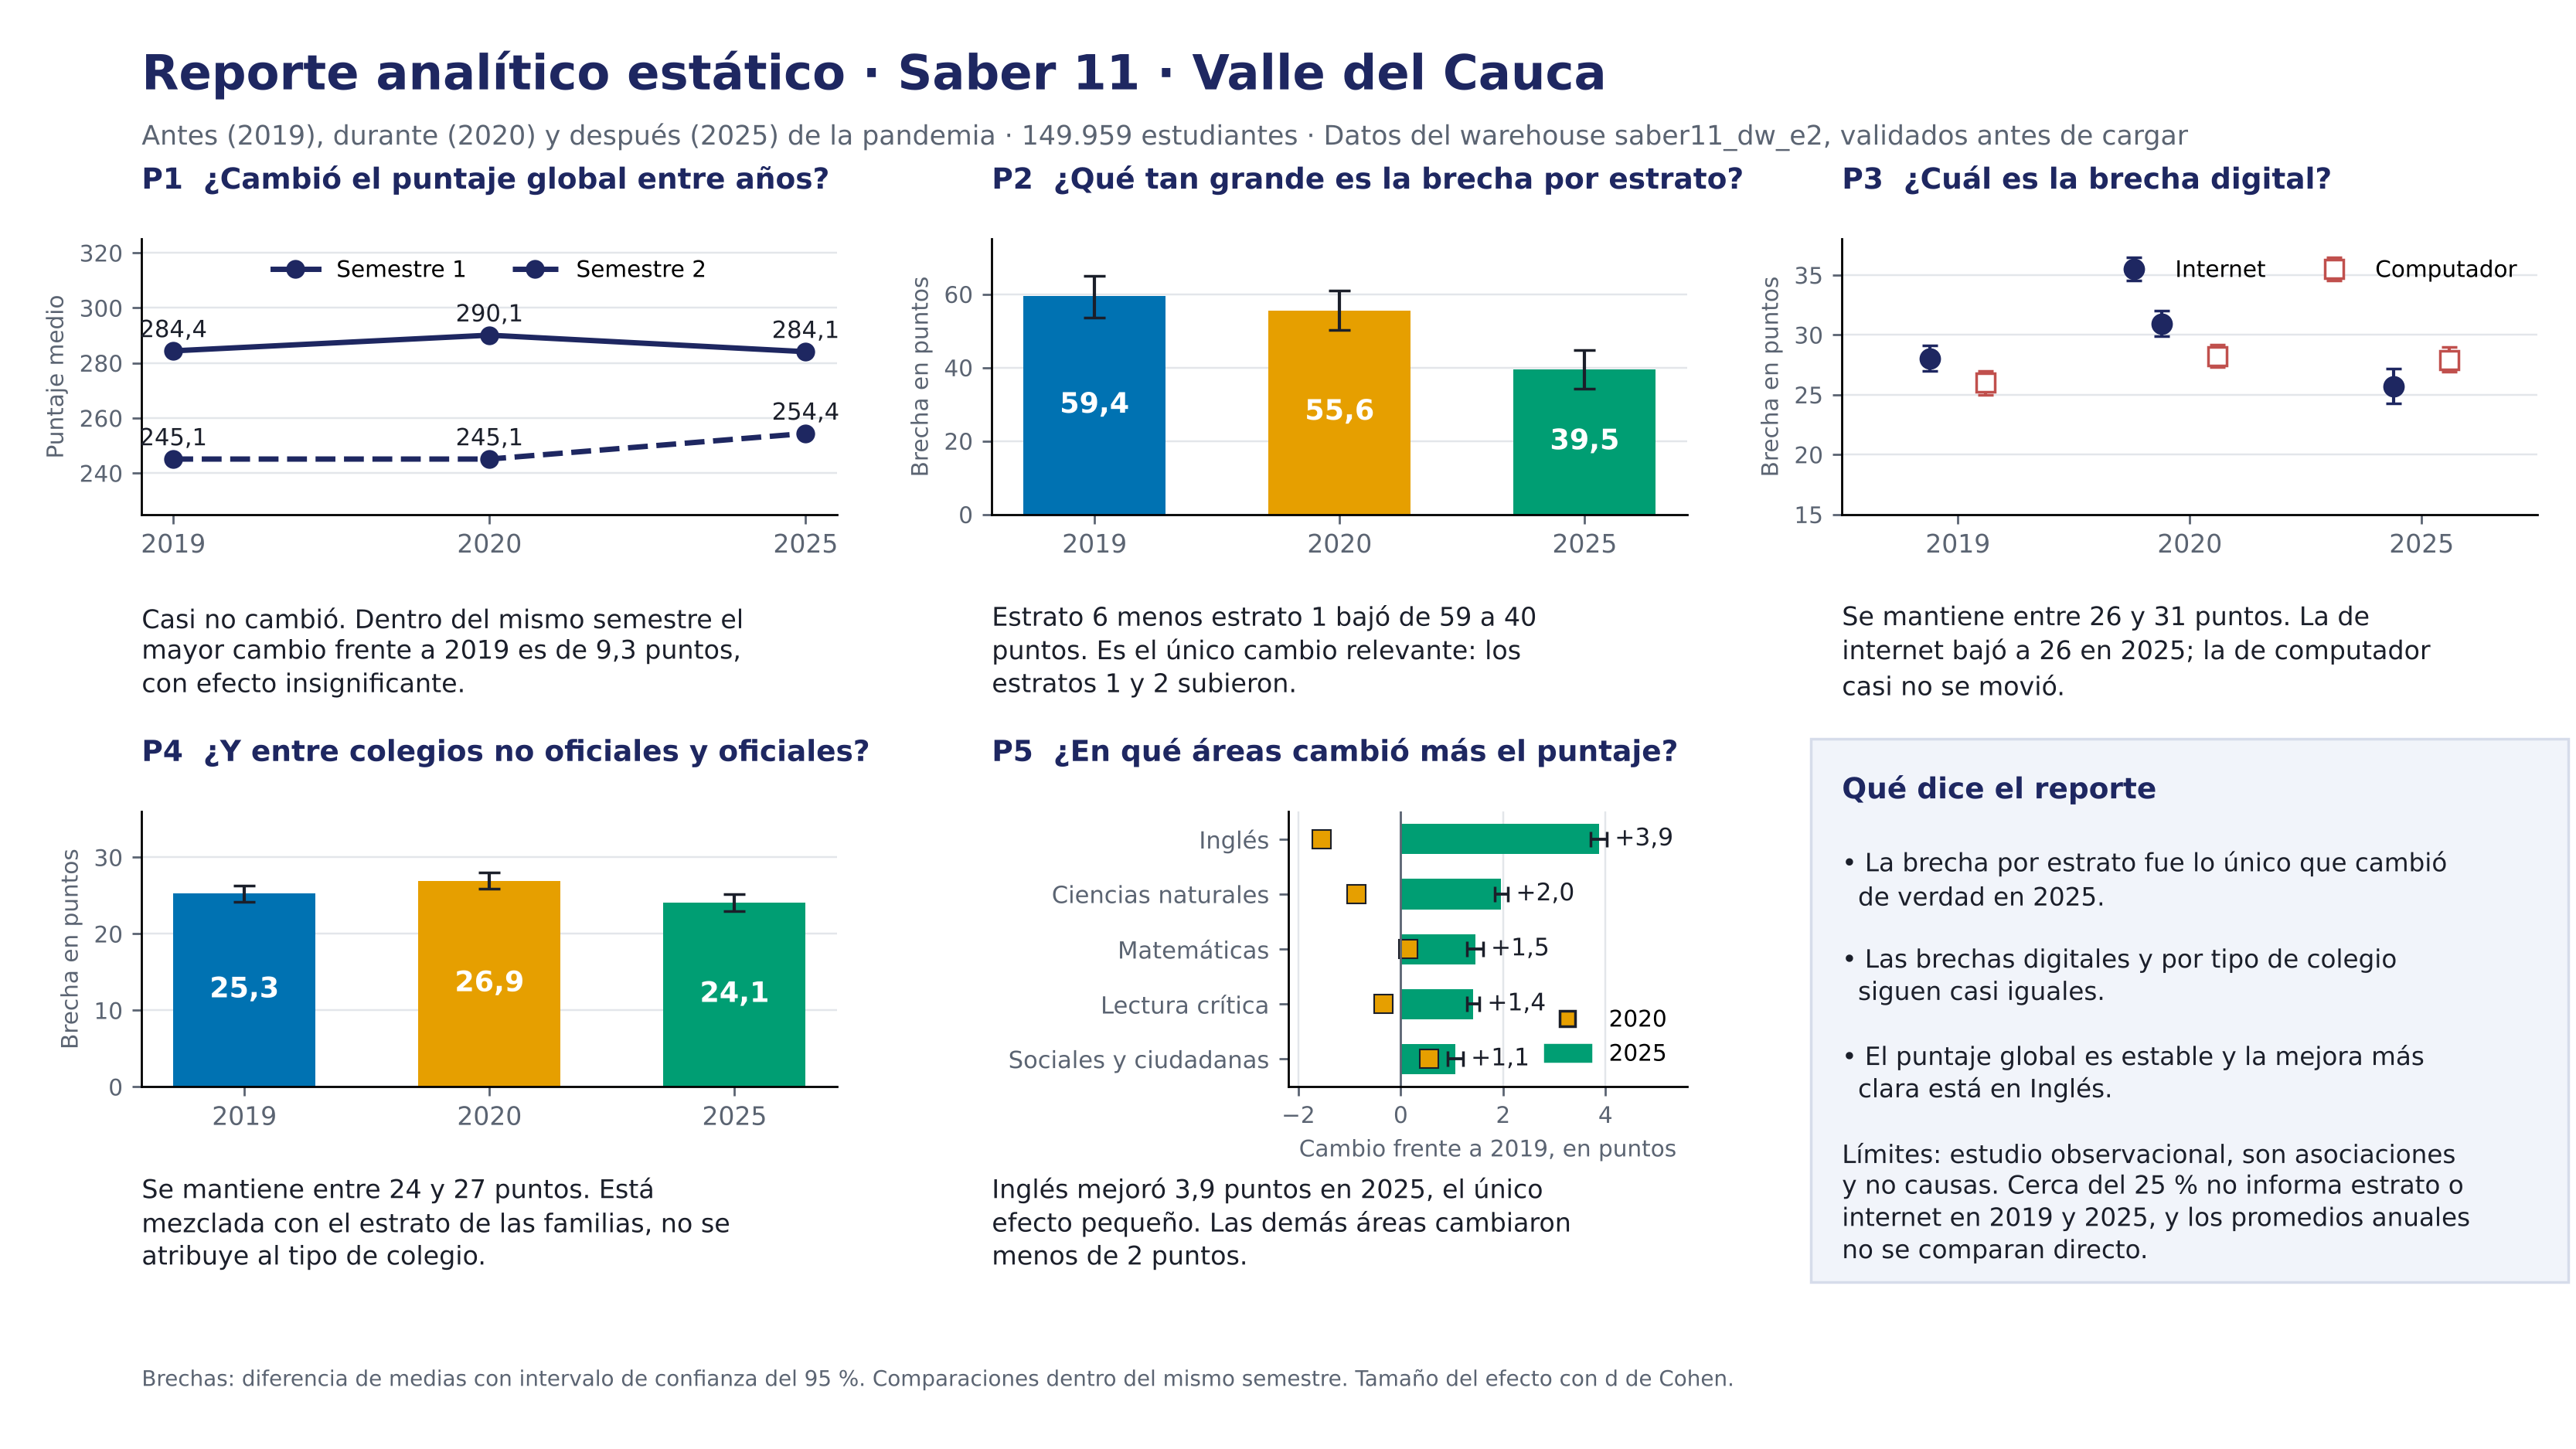 Reporte analítico estático · Saber 11 · Valle del Cauca
Antes (2019), durante (2020) y después (2025) de la pandemia · 149.959 estudiantes · Datos del warehouse saber11_dw_e2, validados antes de cargar
P1 ¿Cambió el puntaje global entre años?
Puntaje medio
320
300
280
260
240
Semestre 1
Semestre 2
284,4
290,1
284,1
245,1
245,1
254,4
2019
2020
2025
Casi no cambió. Dentro del mismo semestre el
mayor cambio frente a 2019 es de 9,3 puntos,
con efecto insignificante.
P2 ¿Qué tan grande es la brecha por estrato?
Brecha en puntos
60
40
20
0
59,4
55,6
39,5
2019
2020
2025
Estrato 6 menos estrato 1 bajó de 59 a 40
puntos. Es el único cambio relevante: los
estratos 1 y 2 subieron.
P3 ¿Cuál es la brecha digital?
Brecha en puntos
35
30
25
20
15
Internet
Computador
2019
2020
2025
Se mantiene entre 26 y 31 puntos. La de
internet bajó a 26 en 2025; la de computador
casi no se movió.
P4 ¿Y entre colegios no oficiales y oficiales?
Brecha en puntos
30
20
10
0
25,3
26,9
24,1
2019
2020
2025
Se mantiene entre 24 y 27 puntos. Está
mezclada con el estrato de las familias, no se
atribuye al tipo de colegio.
P5 ¿En qué áreas cambió más el puntaje?
Inglés
+3,9
Ciencias naturales
+2,0
Matemáticas
+1,5
Lectura crítica
+1,4
Sociales y ciudadanas
+1,1
2020
2025
−2
0
2
4
Cambio frente a 2019, en puntos
Inglés mejoró 3,9 puntos en 2025, el único
efecto pequeño. Las demás áreas cambiaron
menos de 2 puntos.
Qué dice el reporte
• La brecha por estrato fue lo único que cambió
de verdad en 2025.
• Las brechas digitales y por tipo de colegio
siguen casi iguales.
• El puntaje global es estable y la mejora más
clara está en Inglés.
Límites: estudio observacional, son asociaciones
y no causas. Cerca del 25 % no informa estrato o
internet en 2019 y 2025, y los promedios anuales
no se comparan directo.
Brechas: diferencia de medias con intervalo de confianza del 95 %. Comparaciones dentro del mismo semestre. Tamaño del efecto con d de Cohen.